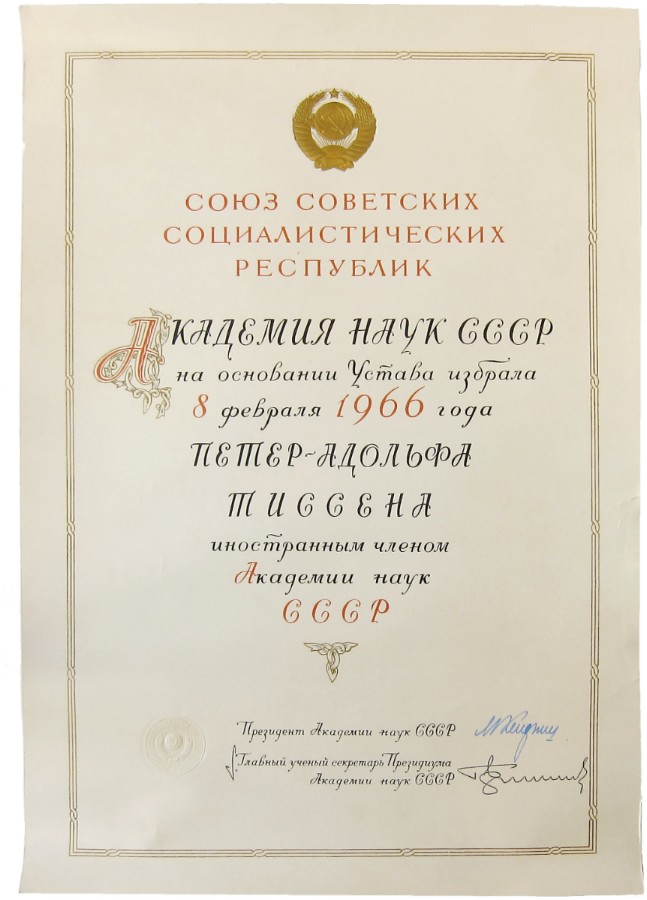 СОЮЗ СОВЕТСКИХ
СОЦИАЛИСТИЧЕСКИХ
РЕСПУБЛИК
АКАДЕМИЯ НАУК СССР
на основании Устава избрала
8 февраля 1966 года
ПЕТЕР-АДОЛЬФА
ТИССЕНА
иностранным членом
Академии наук
СССР
Президент Академии наук СССР
Главный ученый секретарь Президиума
Академии наук СССР